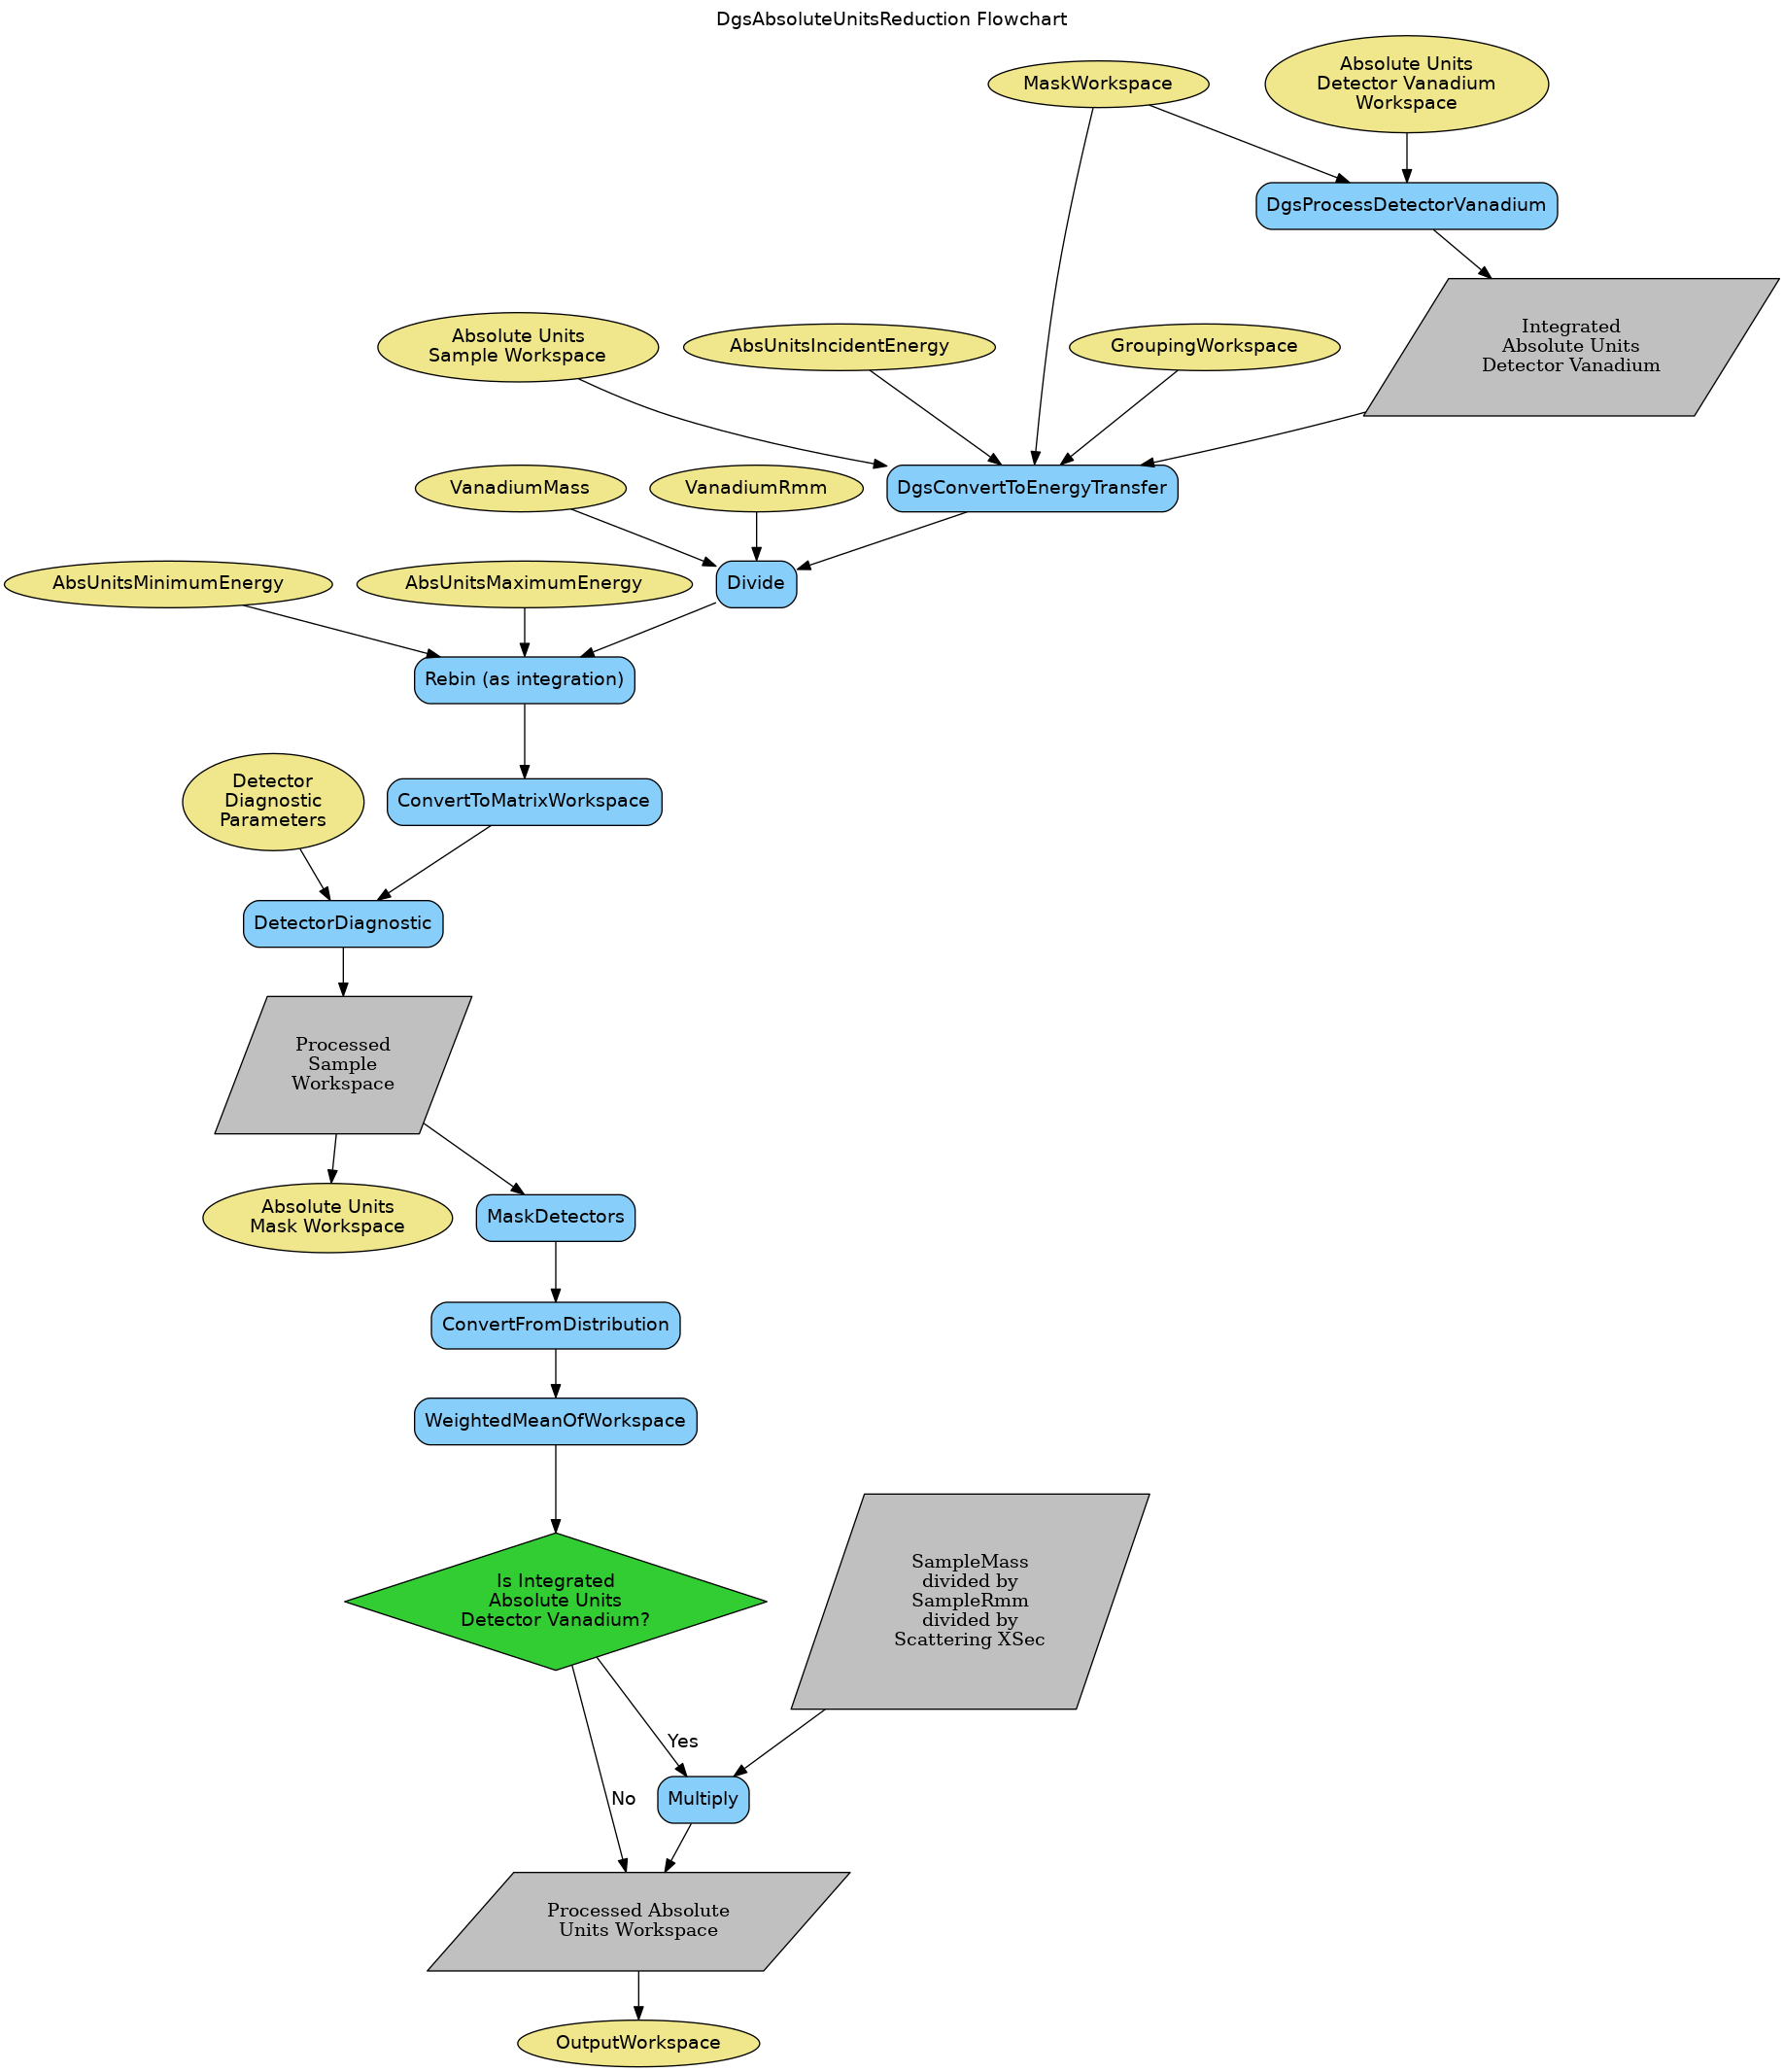 DgsAbsoluteUnitsReduction Flowchart
MaskWorkspace
Absolute Units
Detector Vanadium
Workspace
DgsProcessDetectorVanadium
Integrated
Absolute Units
Detector Vanadium
Absolute Units
Sample Workspace
AbsUnitsIncidentEnergy
GroupingWorkspace
VanadiumMass
VanadiumRmm
DgsConvertToEnergyTransfer
AbsUnitsMinimumEnergy
AbsUnitsMaximumEnergy
Divide
Rebin (as integration)
Detector
Diagnostic
Parameters
ConvertToMatrixWorkspace
DetectorDiagnostic
Processed
Sample
Workspace
Absolute Units
Mask Workspace
MaskDetectors
ConvertFromDistribution
WeightedMeanOfWorkspace
Is Integrated
Absolute Units
Detector Vanadium?
SampleMass
divided by
SampleRmm
divided by
Scattering XSec
Yes
No
Multiply
Processed Absolute
Units Workspace
OutputWorkspace